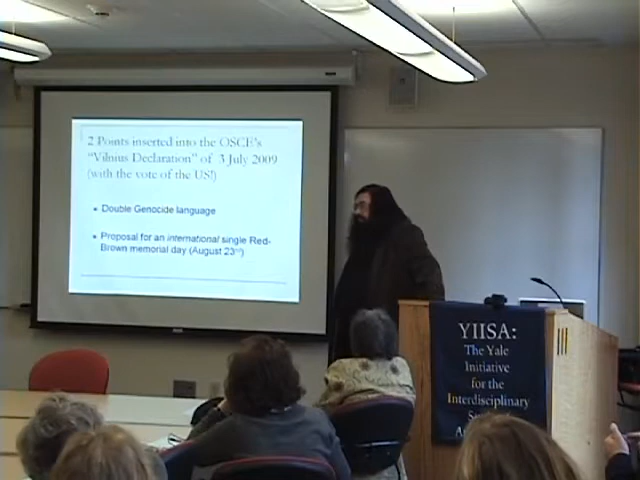 2 Points inserted into the OSCE's
"Vilnius Declaration" of 3 July 2009
(with the vote of the US!)
• Double Genocide language
• Proposal for an international single Red-
Brown memorial day (August 23rd)
YIISA:
The Yale
Initiative
for the
Interdisciplinary